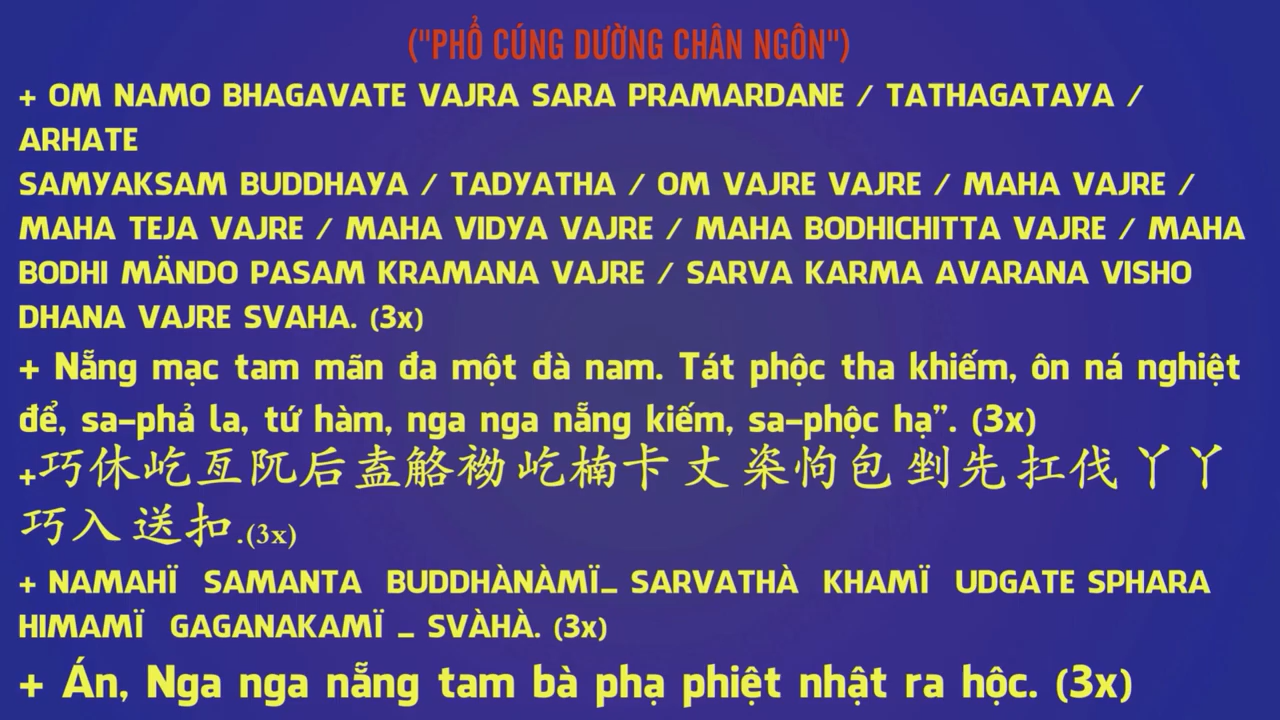 ("PHỔ CÚNG DƯỜNG CHÂN NGÔN")
+ OM NAMO BHAGAVATE VAJRA SARA PRAMARDANE / TATHAGATAYA /
ARHATE
SAMYAKSAM BUDDHAYA / TADYATHA / OM VAJRE VAJRE / MAHA VAJRE /
MAHA TEJA VAJRE / MAHA VIDYA VAJRE / MAHA BODHICHITTA VAJRE / MAHA
BODHI MÄNDO PASAM KRAMANA VAJRE / SARVA KARMA AVARANA VISHO
DHANA VAJRE SVAHA. (3x)
+ Nẵng mạc tam mãn đa một đà nam. Tát phộc tha khiếm, ôn ná nghiệt
để, sa-phả la, tứ hàm, nga nga nẵng kiếm, sa-phộc hạ”. (3x)
+巧休屹亙阢后盍觡袎屹楠卡丈楶恦包剉先扛伐丫丫
巧入送扣.(3x)
+ NAMAHÏ SAMANTA BUDDHÀNÀMÏ_ SARVATHÀ KHAMÏ UDGATE SPHARA
HIMAMÏ GAGANAKAMÏ _ SVÀHÀ. (3x)
+ Án, Nga nga nẵng tam bà phạ phiệt nhật ra hộc. (3x)